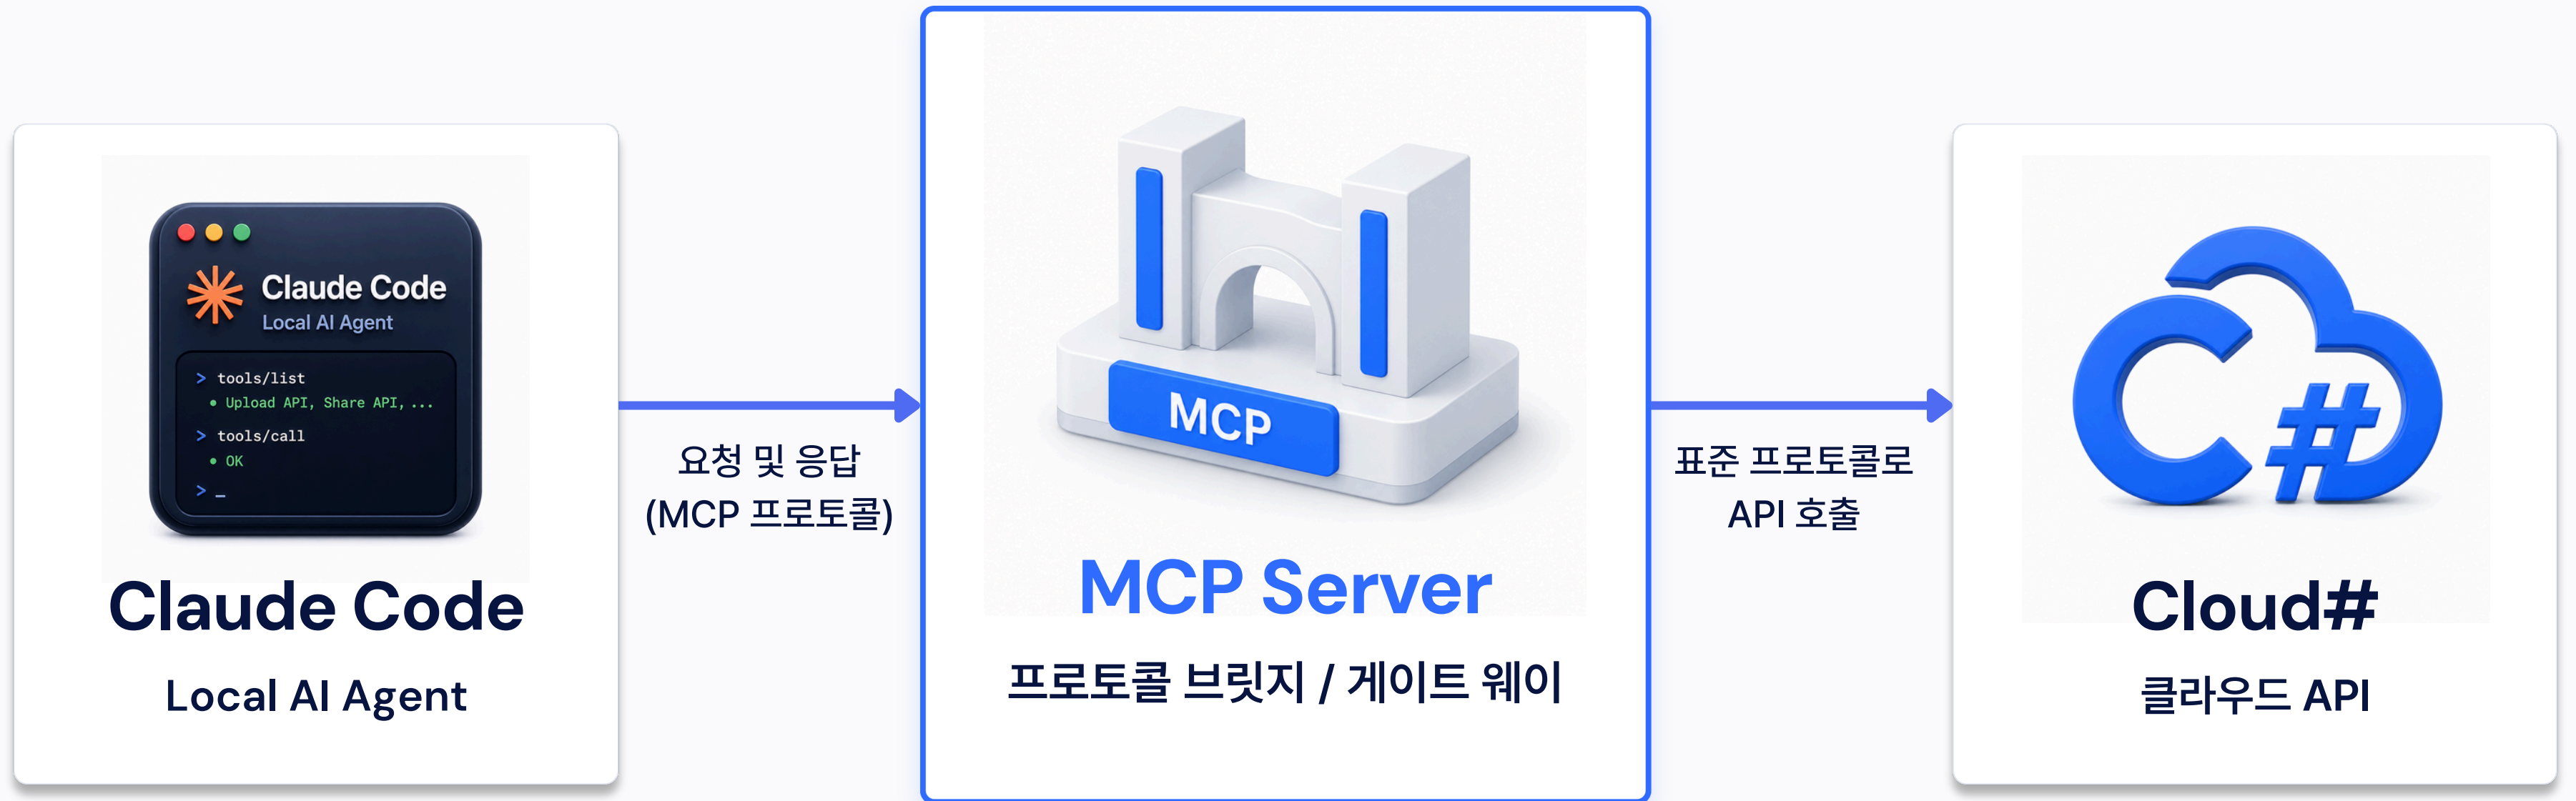 Claude Code
Local AI Agent
> tools/list
• Upload API, Share API, ...
> tools/call
• OK
> _
Claude Code
Local AI Agent
요청 및 응답
(MCP 프로토콜)
MCP
MCP Server
프로토콜 브릿지 / 게이트 웨이
표준 프로토콜로
API 호출
C#
Cloud#
클라우드 API